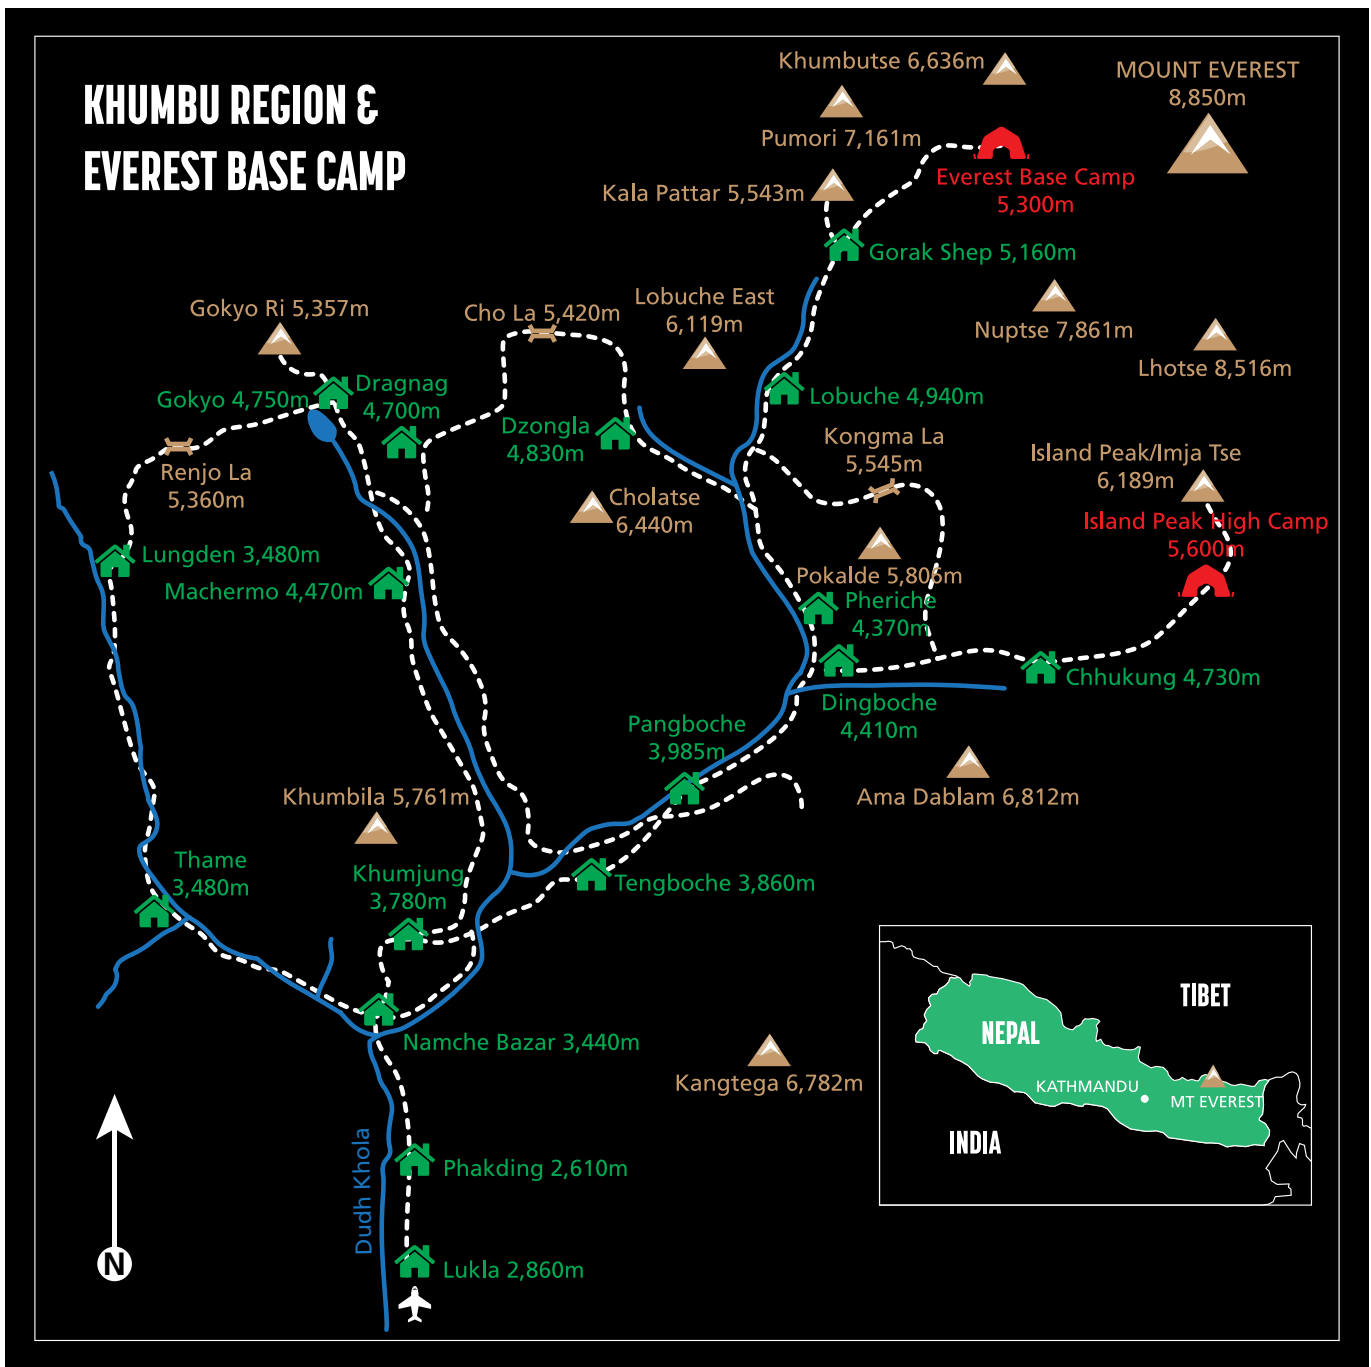 KHUMBU REGION &
EVEREST BASE CAMP
Khumbutse 6,636m
MOUNT EVEREST
8,850m
Pumori 7,161m
Everest Base Camp
5,300m
Kala Pattar 5,543m
Gorak Shep 5,160m
Gokyo Ri 5,357m
Cho La 5,420m
Lobuche East
6,119m
Nuptse 7,861m
Lhotse 8,516m
Gokyo 4,750m
Dragnag
4,700m
Lobuche 4,940m
Dzongla
4,830m
Kongma La
5,545m
Island Peak/Imja Tse
6,189m
Renjo La
5,360m
Cholatse
6,440m
Island Peak High Camp
5,600m
Lungden 3,480m
Machermo 4,470m
Pokalde 5,806m
Pheriche
4,370m
Chhukung 4,730m
Dingboche
4,410m
Pangboche
3,985m
Khumbila 5,761m
Ama Dablam 6,812m
Thame
3,480m
Khumjung
3,780m
Tengboche 3,860m
Namche Bazar 3,440m
Kangtega 6,782m
Dudh Khola
Phakding 2,610m
Lukla 2,860m
N
TIBET
NEPAL
KATHMANDU
MT EVEREST
INDIA